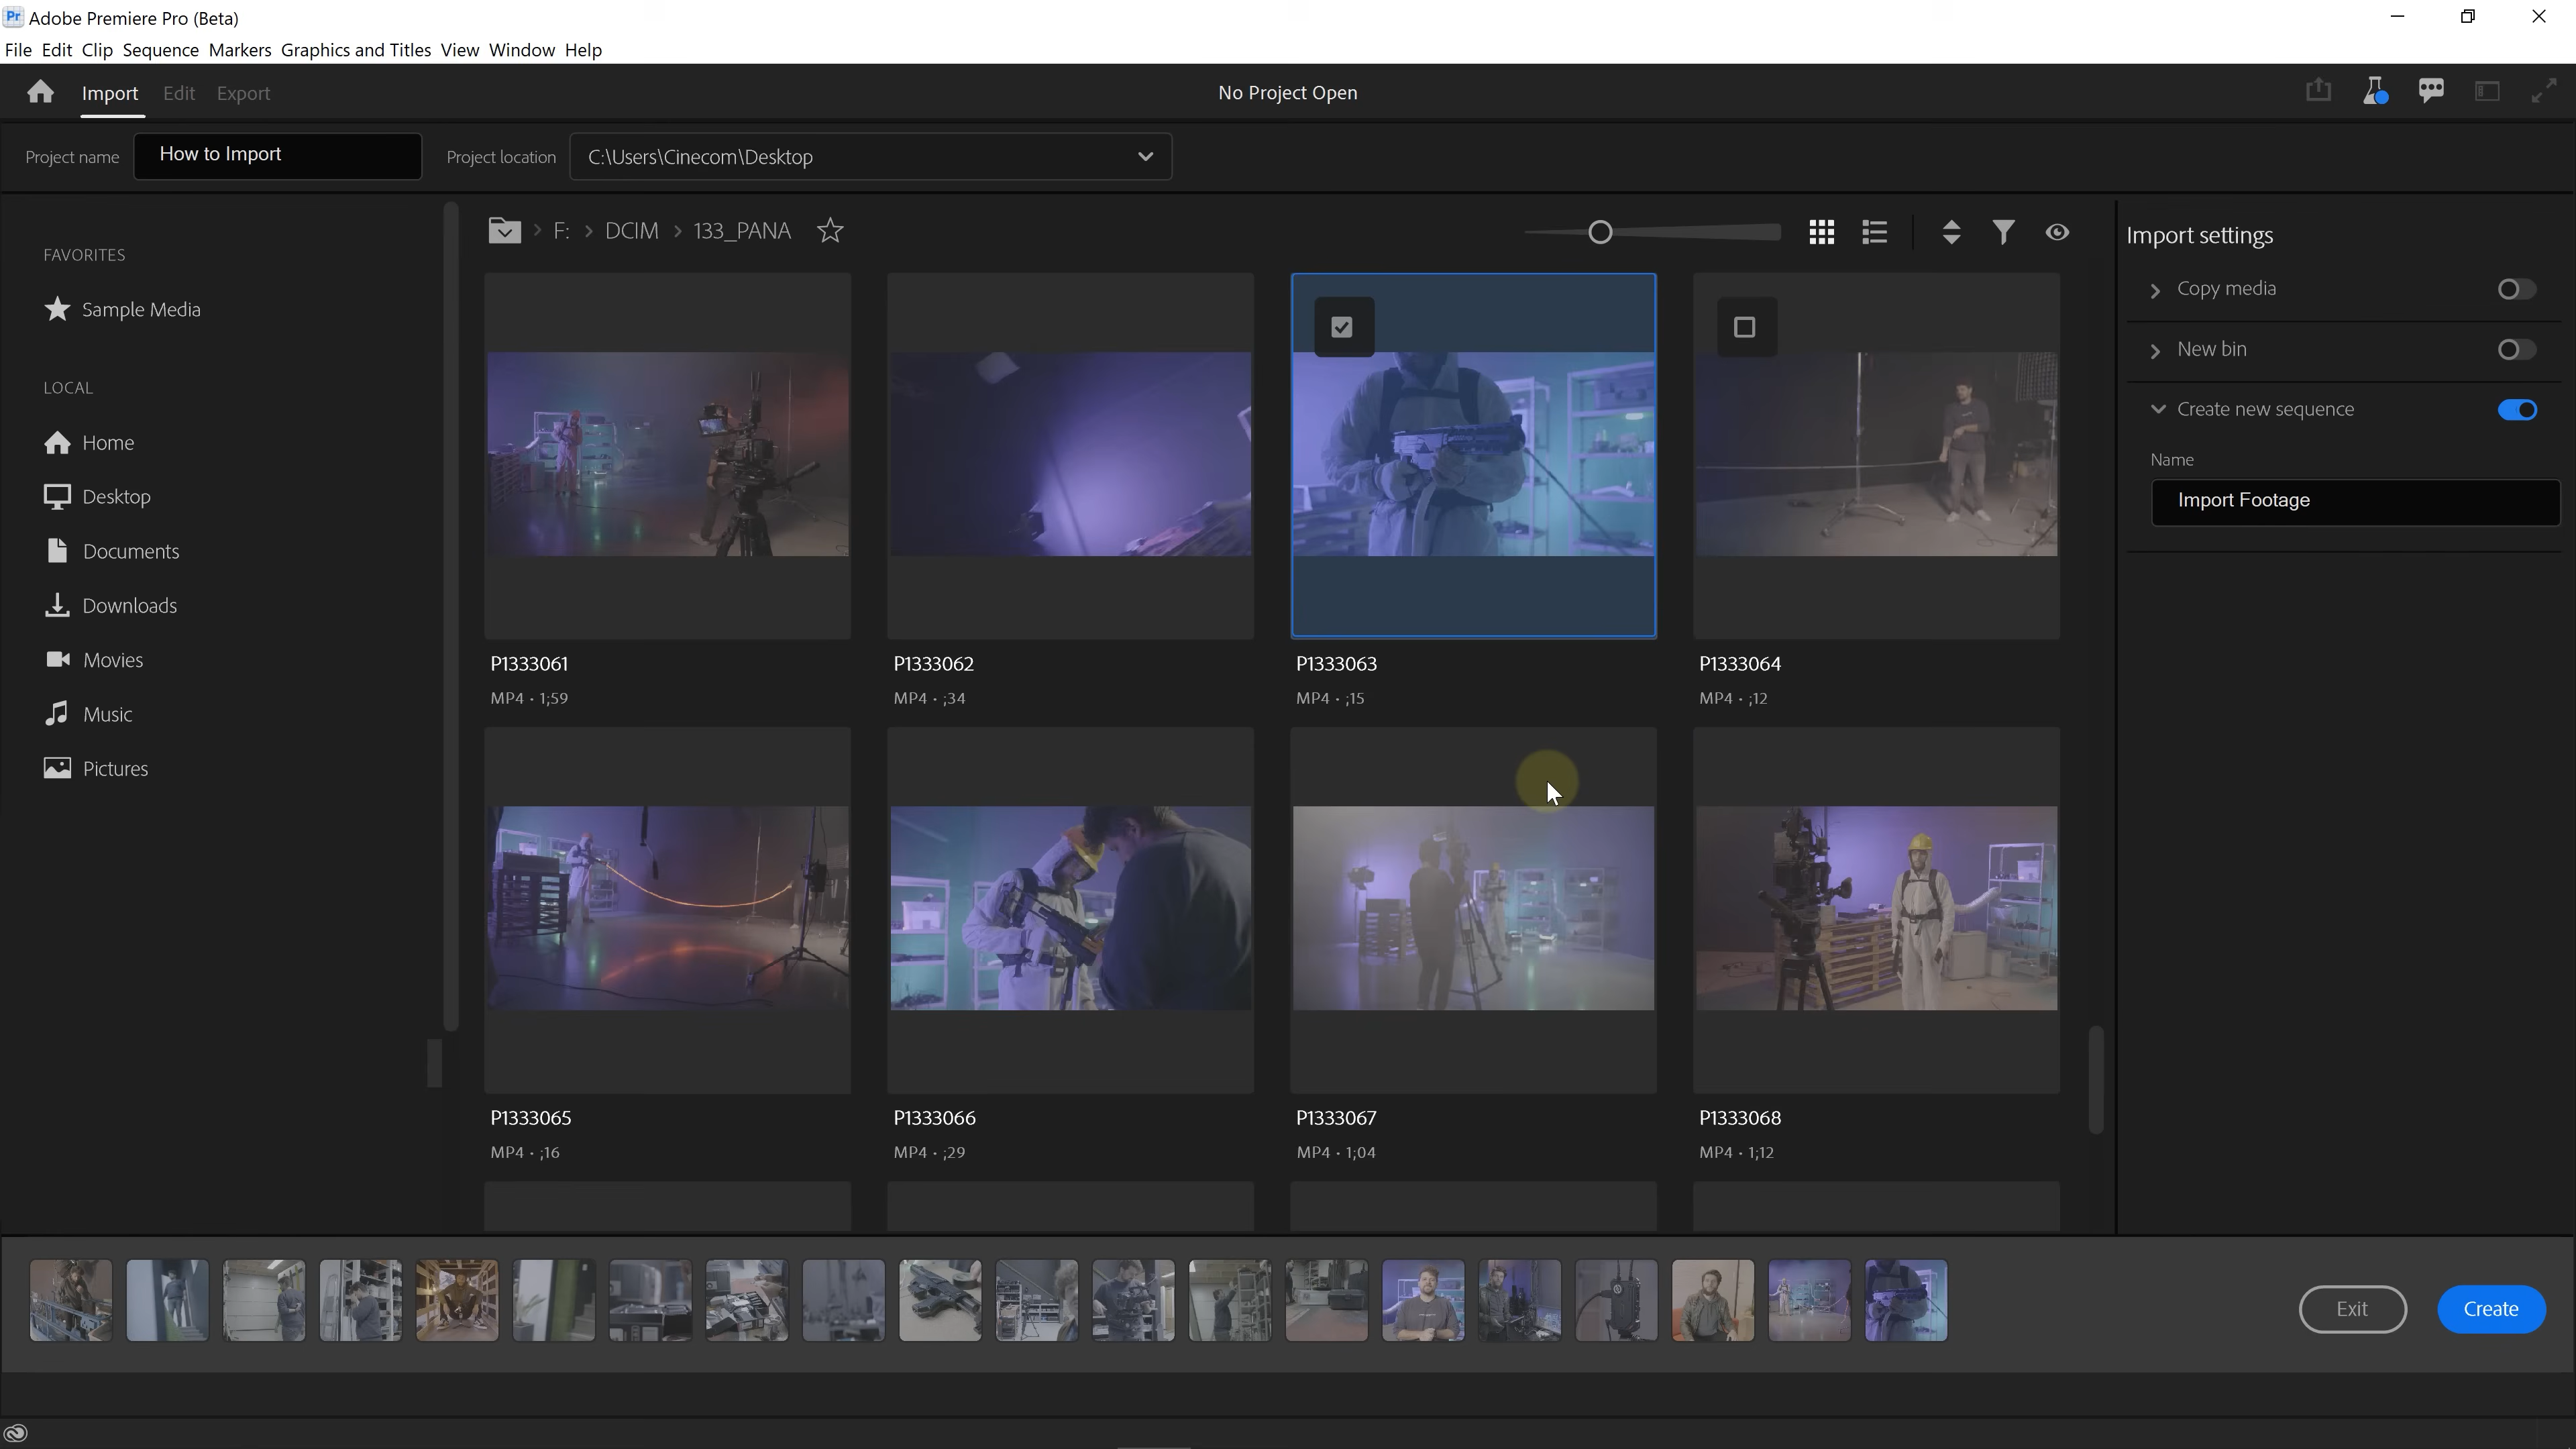 Pr Adobe Premiere Pro (Beta)
File Edit Clip Sequence Markers Graphics and Titles View Window Help
Import Edit Export
No Project Open
Project name
How to Import
Project location
C:\Users\Cinecom\Desktop
FAVORITES
Sample Media
LOCAL
Home
Desktop
Documents
Downloads
Movies
Music
Pictures
F: > DCIM > 133_PANA
P1333061
MP4 • 1;59
P1333062
MP4 • ;34
P1333063
MP4 • ;15
P1333064
MP4 • ;12
P1333065
MP4 • ;16
P1333066
MP4 • ;29
P1333067
MP4 • 1;04
P1333068
MP4 • 1;12
Import settings
Copy media
New bin
Create new sequence
Name
Import Footage
Exit
Create